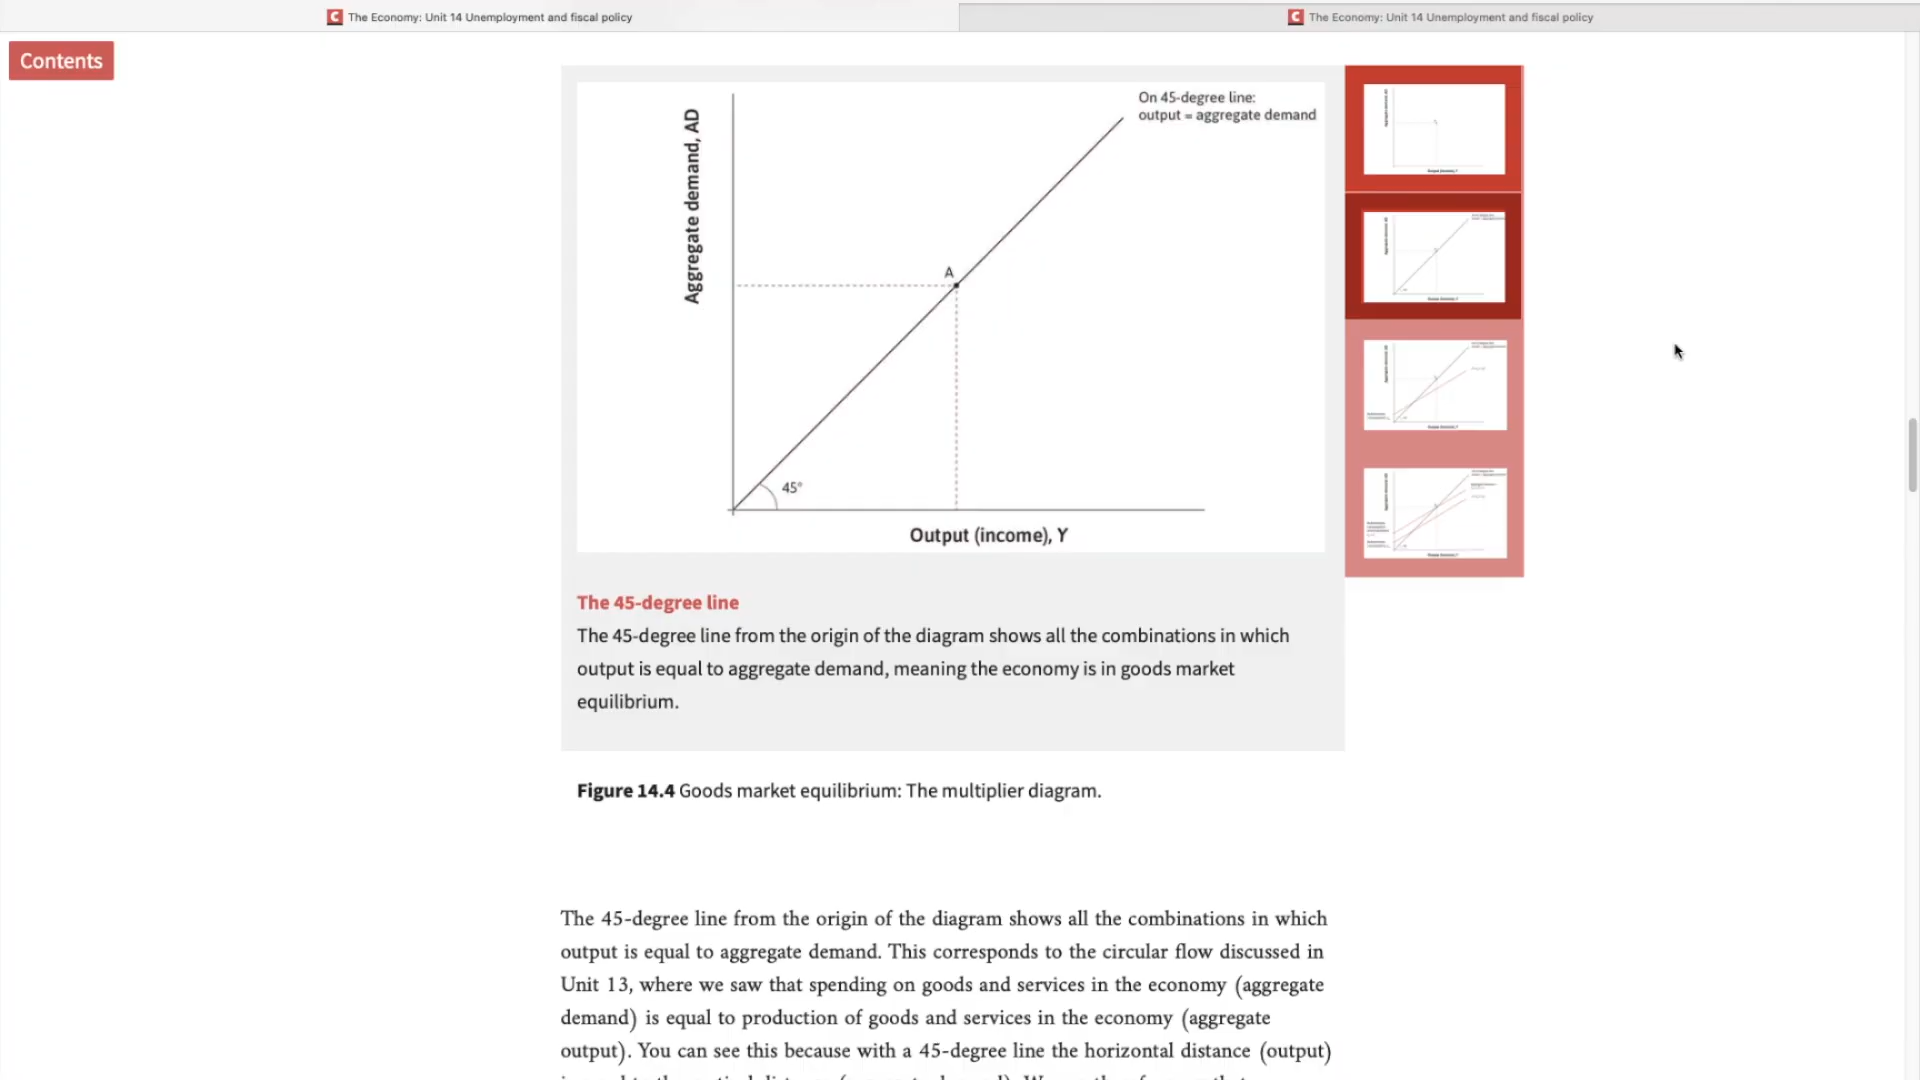 The Economy: Unit 14 Unemployment and fiscal policy
The Economy: Unit 14 Unemployment and fiscal policy
Contents
Aggregate demand, AD
On 45-degree line:
output = aggregate demand
A
45°
Output (income), Y
The 45-degree line
The 45-degree line from the origin of the diagram shows all the combinations in which
output is equal to aggregate demand, meaning the economy is in goods market
equilibrium.
Figure 14.4 Goods market equilibrium: The multiplier diagram.
The 45-degree line from the origin of the diagram shows all the combinations in which
output is equal to aggregate demand. This corresponds to the circular flow discussed in
Unit 13, where we saw that spending on goods and services in the economy (aggregate
demand) is equal to production of goods and services in the economy (aggregate
output). You can see this because with a 45-degree line the horizontal distance (output)